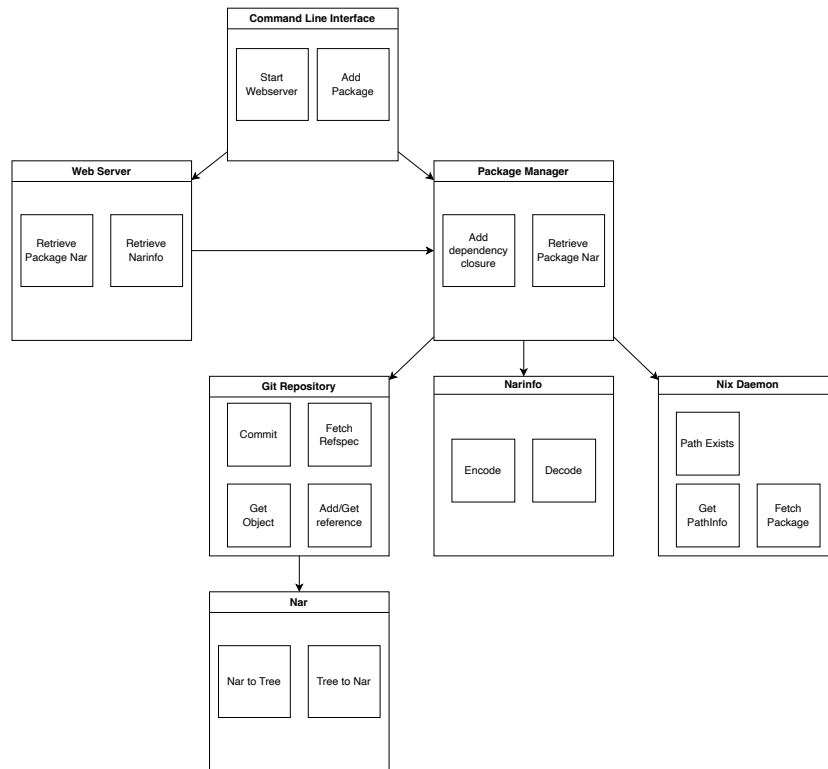 Command Line Interface
Start
Webserver
Add
Package
Web Server
Retrieve
Package Nar
Retrieve
Narinfo
Package Manager
Add
dependency
closure
Retrieve
Package Nar
Git Repository
Commit
Fetch
Refspec
Get
Object
Add/Get
reference
Narinfo
Encode
Decode
Nix Daemon
Path Exists
Get
PathInfo
Fetch
Package
Nar
Nar to Tree
Tree to Nar